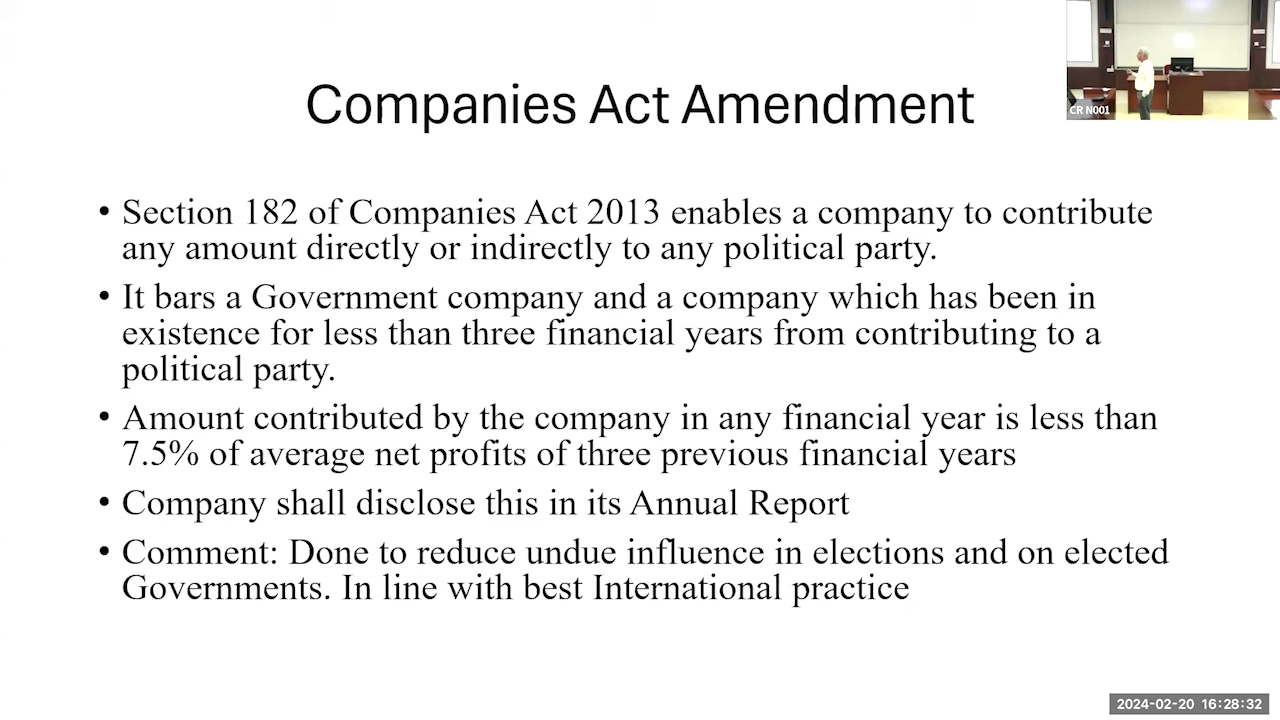 CR N001
Companies Act Amendment
• Section 182 of Companies Act 2013 enables a company to contribute
any amount directly or indirectly to any political party.
• It bars a Government company and a company which has been in
existence for less than three financial years from contributing to a
political party.
• Amount contributed by the company in any financial year is less than
7.5% of average net profits of three previous financial years
• Company shall disclose this in its Annual Report
• Comment: Done to reduce undue influence in elections and on elected
Governments. In line with best International practice
2024-02-20 16:28:32